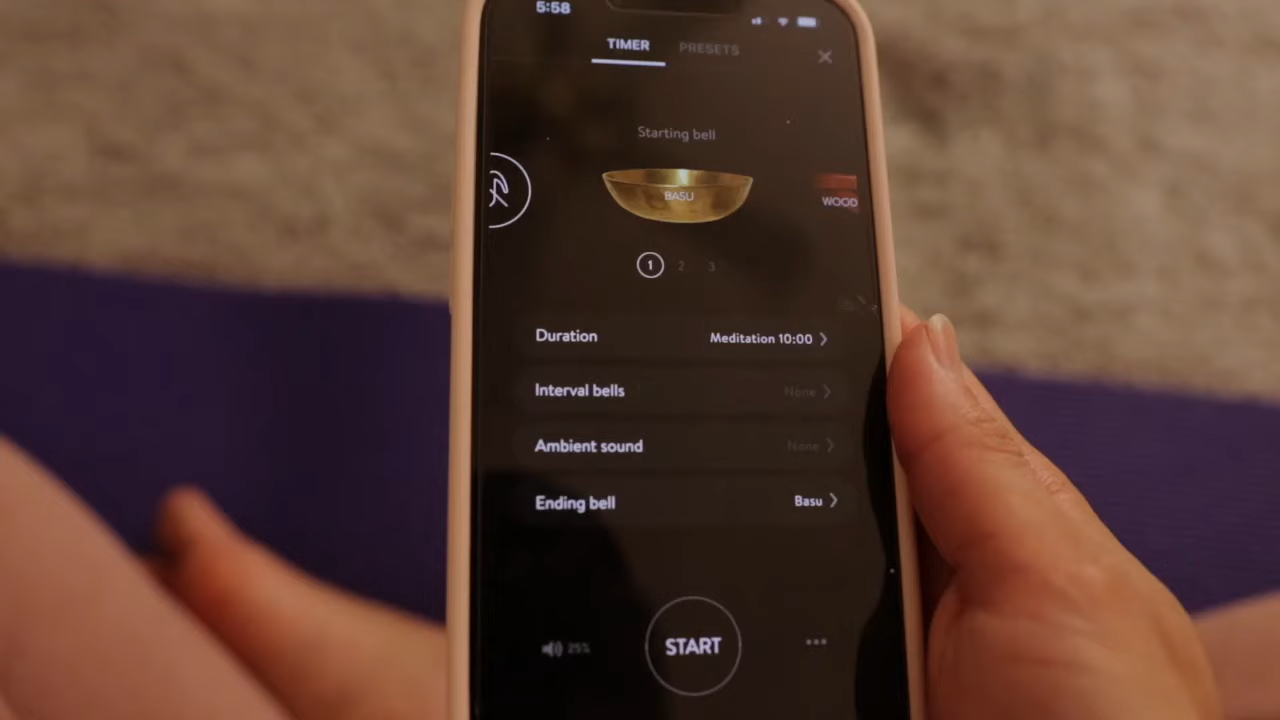 5:58
TIMER PRESETS
Starting bell
BASU
WOOD
1 2 3
Duration Meditation 10:00
Interval bells None
Ambient sound None
Ending bell Basu
25% START